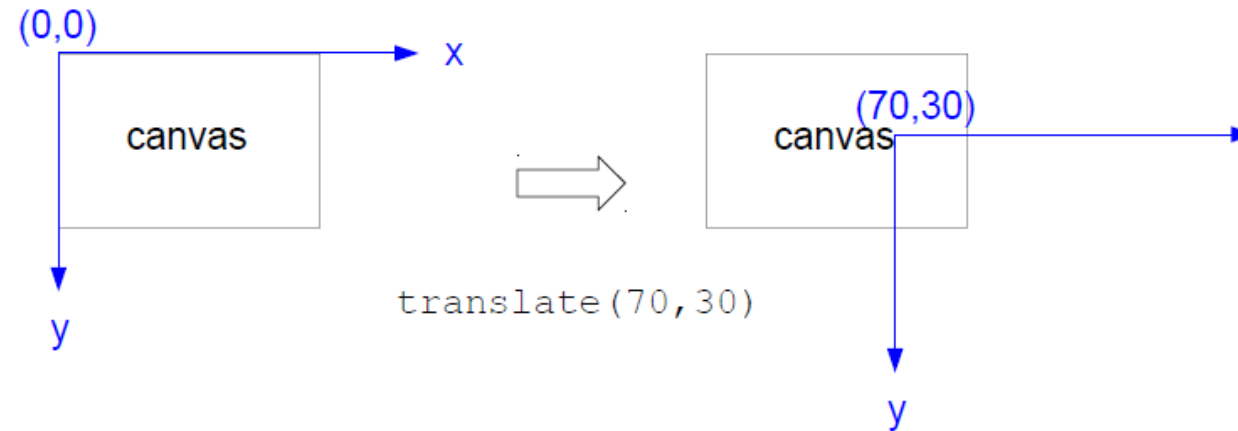 (0,0)
x
canvas
y
(70,30)
canvas
translate(70,30)
y